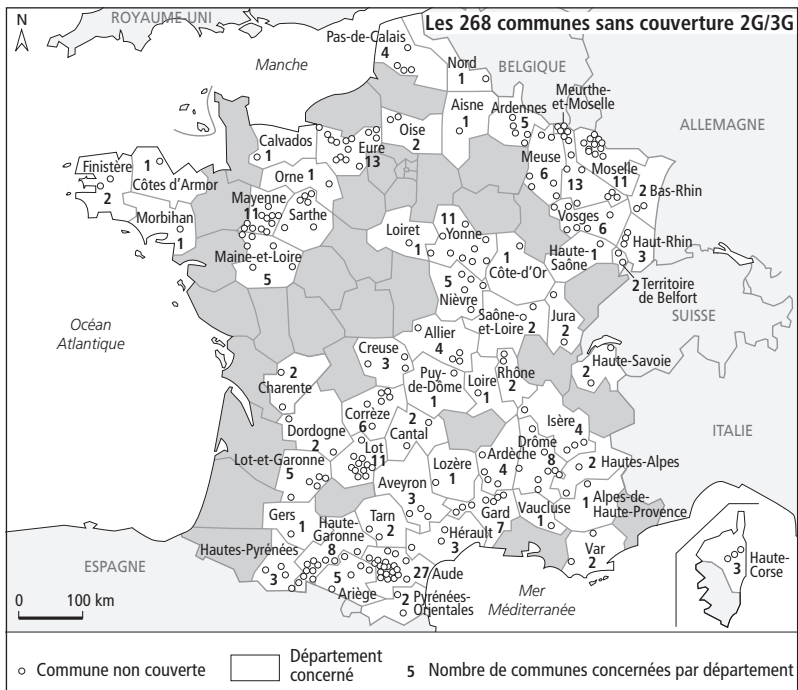 Les 268 communes sans couverture 2G/3G
N
ROYAUME-UNI
Manche
BELGIQUE
ALLEMAGNE
SUISSE
ITALIE
ESPAGNE
Océan
Atlantique
Mer
Méditerranée
Pas-de-Calais
4
Nord
1
Aisne
1
Ardennes
5
Meurthe-
et-Moselle
13
Oise
2
Eure
13
Calvados
1
Orne 1
Finistère
2
1
Côtes d'Armor
Morbihan
1
Mayenne
11
Sarthe
Maine-et-Loire
5
Meuse
6
Moselle
11
2 Bas-Rhin
Vosges
6
Haut-Rhin
3
Haute-
Saône
1
2 Territoire
de Belfort
Loiret
1
11
Yonne
1
Côte-d'Or
5
Nièvre
Saône-
et-Loire
2
Jura
2
Allier
4
Creuse
3
Puy-
de-Dôme
1
Loire
1
Rhône
2
2
Haute-Savoie
2
Charente
Corrèze
6
2
Cantal
Dordogne
2
Lot
11
Lot-et-Garonne
5
Isère
4
Drôme
8
Ardèche
4
2 Hautes-Alpes
Lozère
1
Aveyron
3
Gard
7
Vaucluse
1
1
Alpes-de-
Haute-Provence
Var
2
Hérault
3
Tarn
2
Gers
1
Haute-
Garonne
8
Hautes-Pyrénées
3
5
Ariège
27 Aude
2 Pyrénées-
Orientales
3
Haute-
Corse
0 100 km
Commune non couverte
Département
concerné
5 Nombre de communes concernées par département